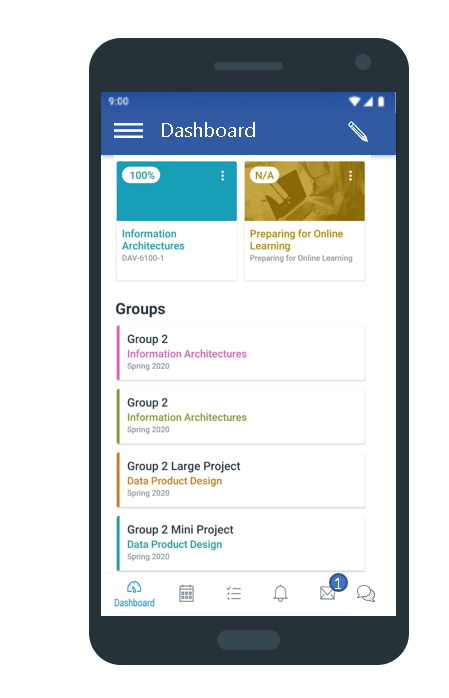 9:00
Dashboard
100%
N/A
Information
Architectures
DAV-6100-1
Preparing for Online
Learning
Preparing for Online Learning
Groups
Group 2
Information Architectures
Spring 2020
Group 2
Information Architectures
Spring 2020
Group 2 Large Project
Data Product Design
Spring 2020
Group 2 Mini Project
Data Product Design
Spring 2020
1
Dashboard